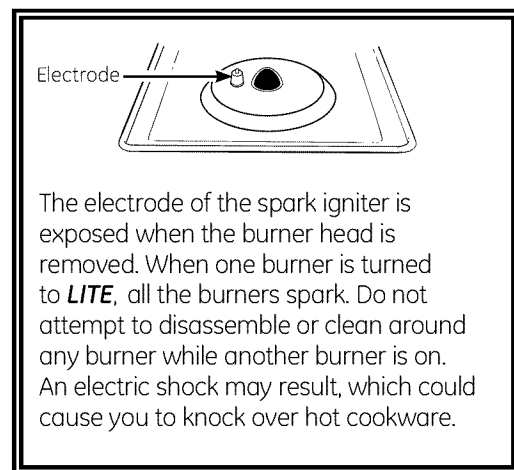 Electrode
The electrode of the spark igniter is
exposed when the burner head is
removed. When one burner is turned
to LITE, all the burners spark. Do not
attempt to disassemble or clean around
any burner while another burner is on.
An electric shock may result, which could
cause you to knock over hot cookware.